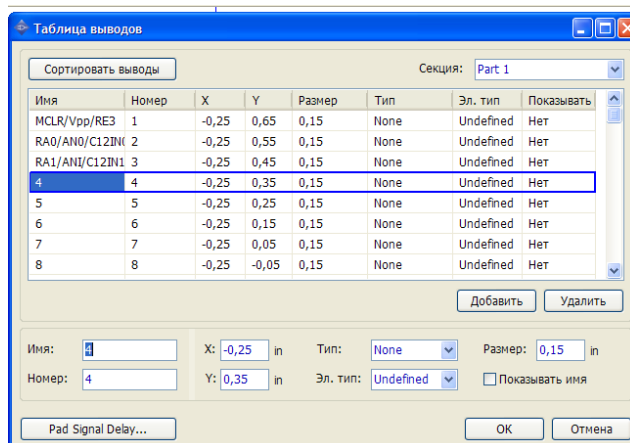 Таблица выводов
Сортировать выводы Секция: Part 1
Имя Номер X Y Размер Тип Эл. тип Показывать
MCLR/Vpp/RE3 1 -0,25 0,65 0,15 None Undefined Нет
RA0/AN0/C12IN( 2 -0,25 0,55 0,15 None Undefined Нет
RA1/ANI/C12IN1 3 -0,25 0,45 0,15 None Undefined Нет
4 4 -0,25 0,35 0,15 None Undefined Нет
5 5 -0,25 0,25 0,15 None Undefined Нет
6 6 -0,25 0,15 0,15 None Undefined Нет
7 7 -0,25 0,05 0,15 None Undefined Нет
8 8 -0,25 -0,05 0,15 None Undefined Нет
Добавить Удалить
Имя: 4 X: -0,25 in Тип: None Размер: 0,15 in
Номер: 4 Y: 0,35 in Эл. тип: Undefined Показывать имя
Pad Signal Delay... OK Отмена